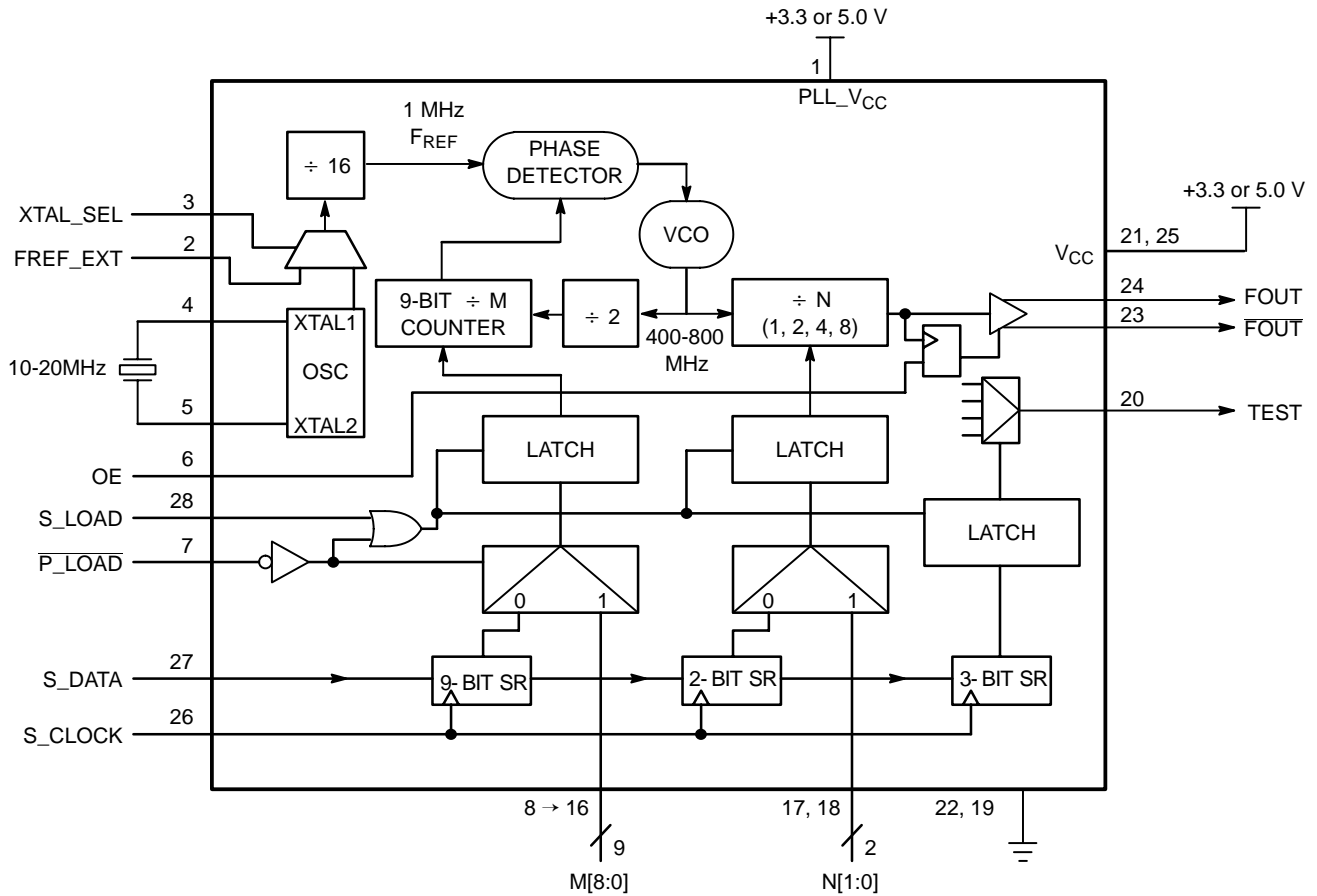 +3.3 or 5.0 V
1
PLL_VCC
1 MHz
FREF
÷ 16
PHASE
DETECTOR
+3.3 or 5.0 V
XTAL_SEL
3
VCO
FREF_EXT
2
VCC
21, 25
4
9-BIT ÷ M
COUNTER
÷ 2
÷ N
(1, 2, 4, 8)
24
FOUT
23
FOUT
XTAL1
400-800
MHz
10-20MHz
OSC
5
XTAL2
20
TEST
LATCH
LATCH
OE
6
S_LOAD
28
LATCH
P_LOAD
7
0
1
0
1
S_DATA
27
9- BIT SR
2- BIT SR
3- BIT SR
S_CLOCK
26
8 → 16
17, 18
22, 19
9
2
M[8:0]
N[1:0]